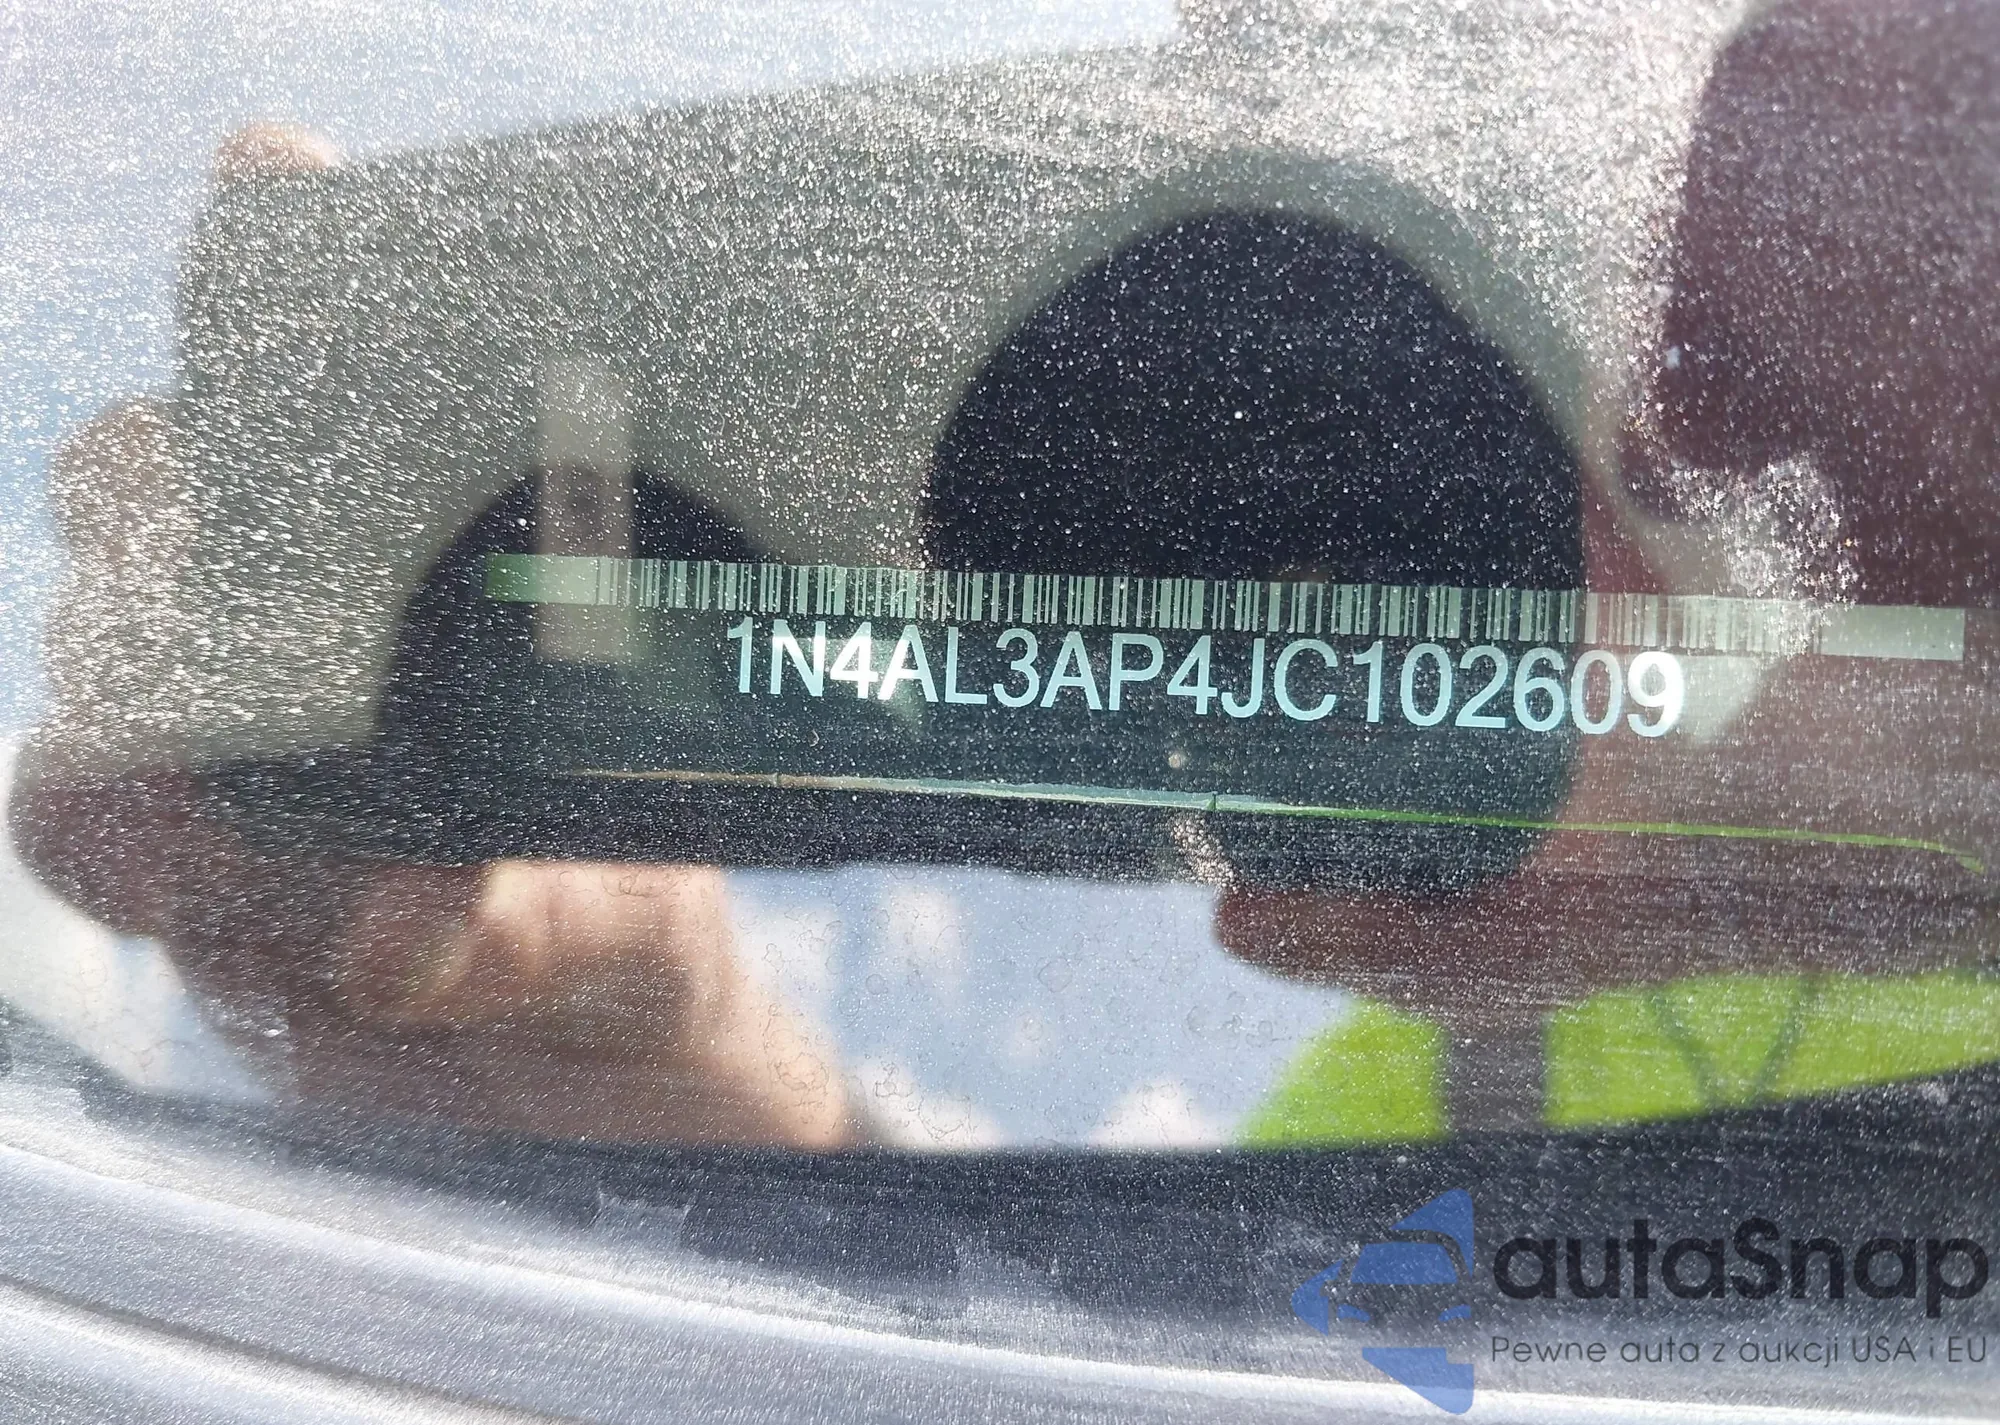 1N4AL3AP4JC102609
autaSnap
Pewne auta z aukcji USA i EU